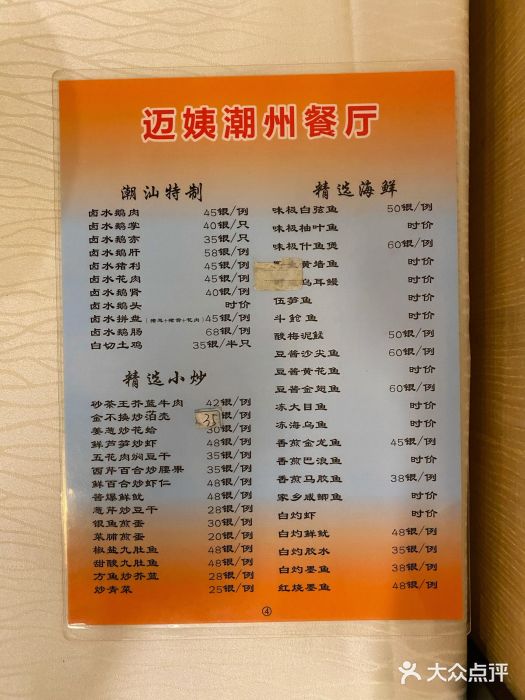 迈姨潮州餐厅
潮汕特制
卤水鹅肉 45银/例
卤水鹅掌 40银/只
卤水鹅亦 35银/只
卤水鹅肝 58银/例
卤水猪利 45银/例
卤水花肉 45银/例
卤水鹅肾 40银/例
卤水鹅头 时价
卤水拼盘 45银/例
卤水鹅肠 68银/例
白切土鸡 35银/半只
精选小炒
砂茶王芥蓝牛肉 42银/例
金不换炒泊壳 35
姜葱炒花蛤 30银/例
鲜芦笋炒虾 48银/例
五花肉焖豆干 35银/例
西芹百合炒腰果 35银/例
鲜百合炒虾仁 48银/例
酱爆鲜鱿 48银/例
葱芹炒豆干 28银/例
银鱼煎蛋 30银/例
菜脯煎蛋 20银/例
椒盐九肚鱼 48银/例
甜酸九肚鱼 48银/例
方鱼炒芥蓝 28银/例
炒青菜 25银/例
精选海鲜
味极白弦鱼 50银/例
味极柚叶鱼 时价
味极什鱼煲 60银/例
黄墙鱼 时价
乌耳鳗 时价
伍笋鱼 时价
斗鲳鱼 时价
酸梅泥鯭 50银/例
豆酱沙尖鱼 60银/例
豆酱黄花鱼 时价
豆酱金翅鱼 60银/例
冻大目鱼 时价
冻海乌鱼 时价
香煎金龙鱼 45银/例
香煎巴浪鱼 时价
香煎马胶鱼 38银/例
家乡咸鲫鱼 时价
白灼虾 时价
白灼鲜鱿 48银/例
白灼胶水 35银/例
白灼墨鱼 38银/例
红烧墨鱼 48银/例
④
大众点评